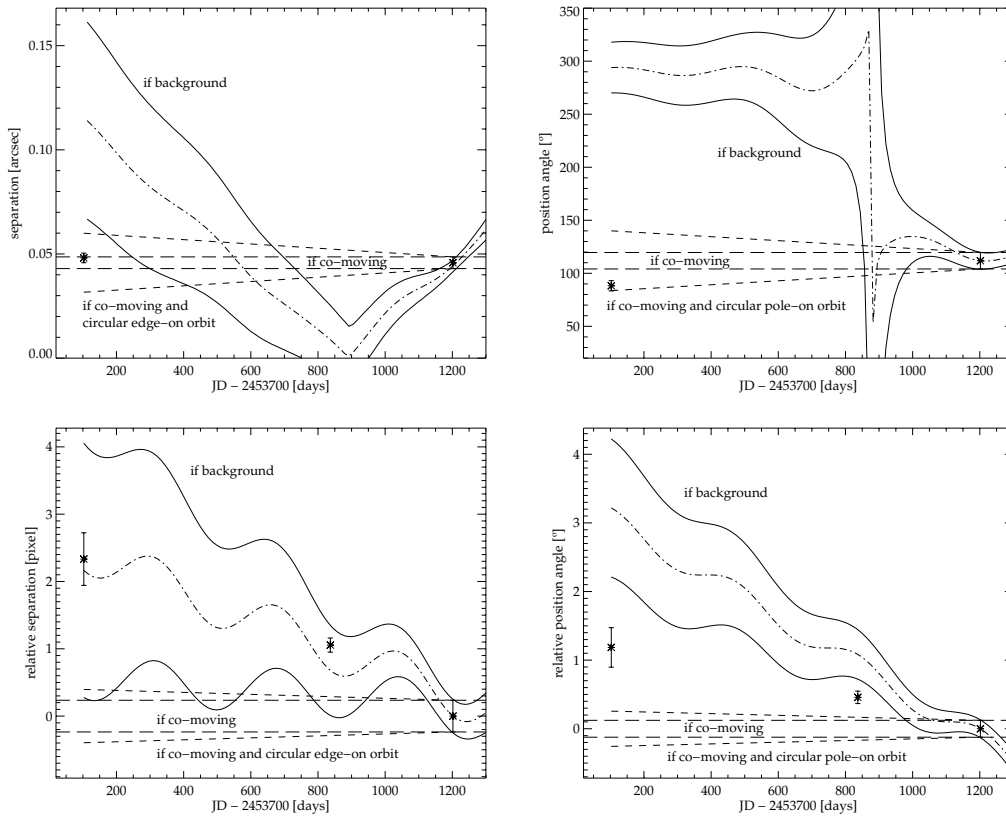 separation [arcsec]
0.15
0.10
0.05
0.00
if background
if co−moving
if co−moving and
circular edge−on orbit
200 400 600 800 1000 1200
JD − 2453700 [days]
position angle [º]
350
300
250
200
150
100
50
if background
if co−moving
if co−moving and circular pole−on orbit
200 400 600 800 1000 1200
JD − 2453700 [days]
relative separation [pixel]
4
3
2
1
0
if background
if co−moving
if co−moving and circular edge−on orbit
200 400 600 800 1000 1200
JD − 2453700 [days]
relative position angle [º]
4
3
2
1
0
if background
if co−moving
if co−moving and circular pole−on orbit
200 400 600 800 1000 1200
JD − 2453700 [days]